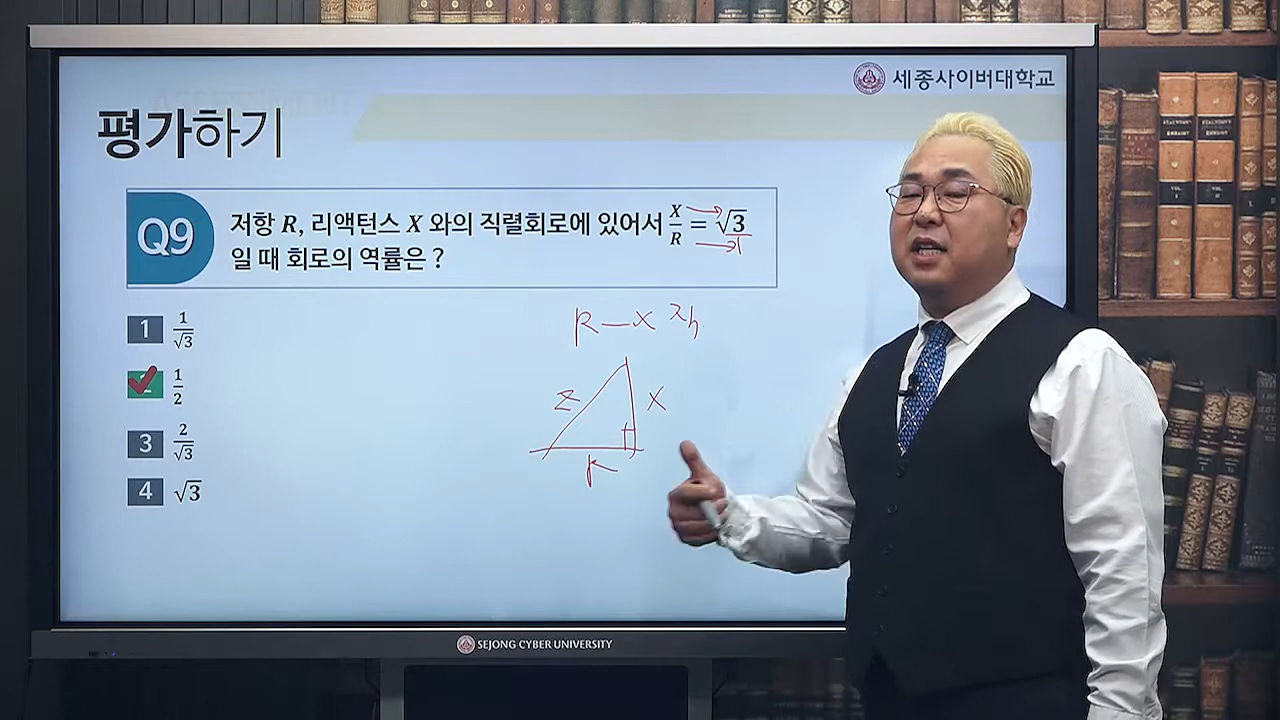 세종사이버대학교
평가하기
Q9
저항 R, 리액턴스 X 와의 직렬회로에 있어서 X/R = √3
일 때 회로의 역률은 ?
1
R – X
1 1/√3
1/2
Z X
3 2/√3
R
4 √3
SEJONG CYBER UNIVERSITY